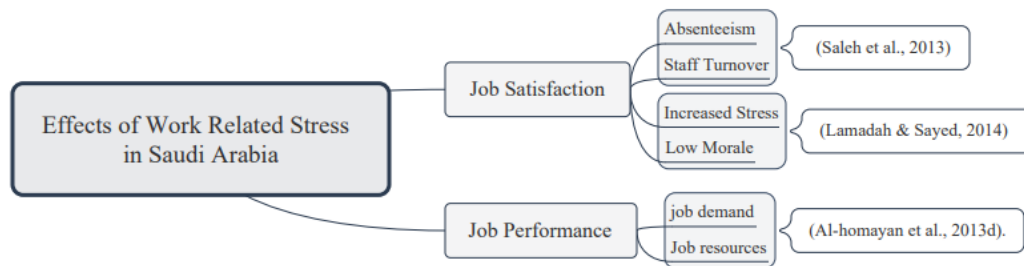 Effects of Work Related Stress
in Saudi Arabia
Job Satisfaction
Absenteeism
Staff Turnover
(Saleh et al., 2013)
Increased Stress
Low Morale
(Lamadah & Sayed, 2014)
Job Performance
job demand
Job resources
(Al-homayan et al., 2013d).